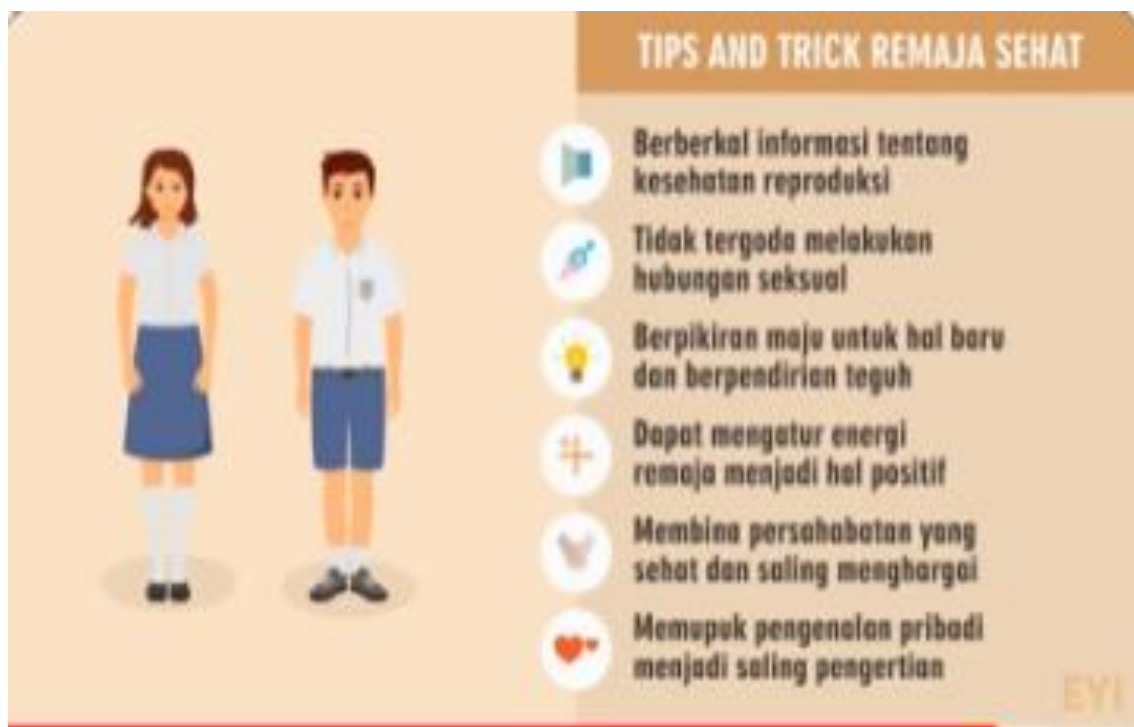 TIPS AND TRICK REMAJA SEHAT
Berberkal informasi tentang
kesehatan reproduksi
Tidak tergoda melakukan
hubungan seksual
Berpikiran maju untuk hal baru
dan berpendirian teguh
Dapat mengatur energi
remaja menjadi hal positif
Membina persahabatan yang
sehat dan saling menghargai
Memupuk pengenalan pribadi
menjadi saling pengertian
EYI